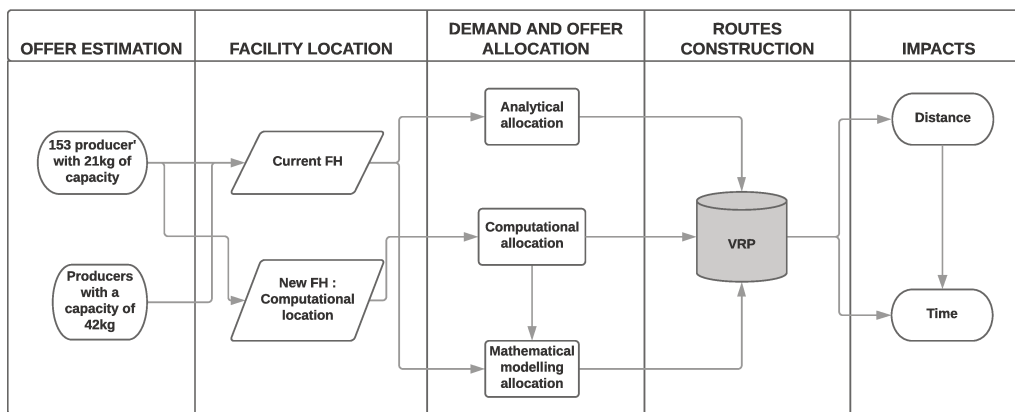 OFFER ESTIMATION
FACILITY LOCATION
DEMAND AND OFFER
ALLOCATION
ROUTES
CONSTRUCTION
IMPACTS
153 producer'
with 21kg of
capacity
Producers
with a
capacity of
42kg
Current FH
New FH :
Computational
location
Analytical
allocation
Computational
allocation
Mathematical
modelling
allocation
VRP
Distance
Time